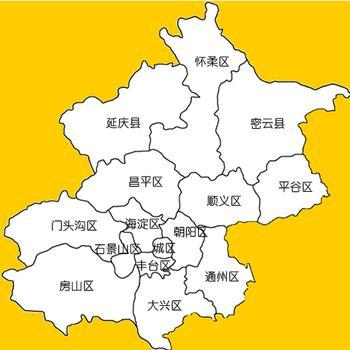 怀柔区
延庆县
密云县
昌平区
平谷区
顺义区
门头沟区
海淀区
朝阳区
石景山区
城区
丰台区
通州区
房山区
大兴区